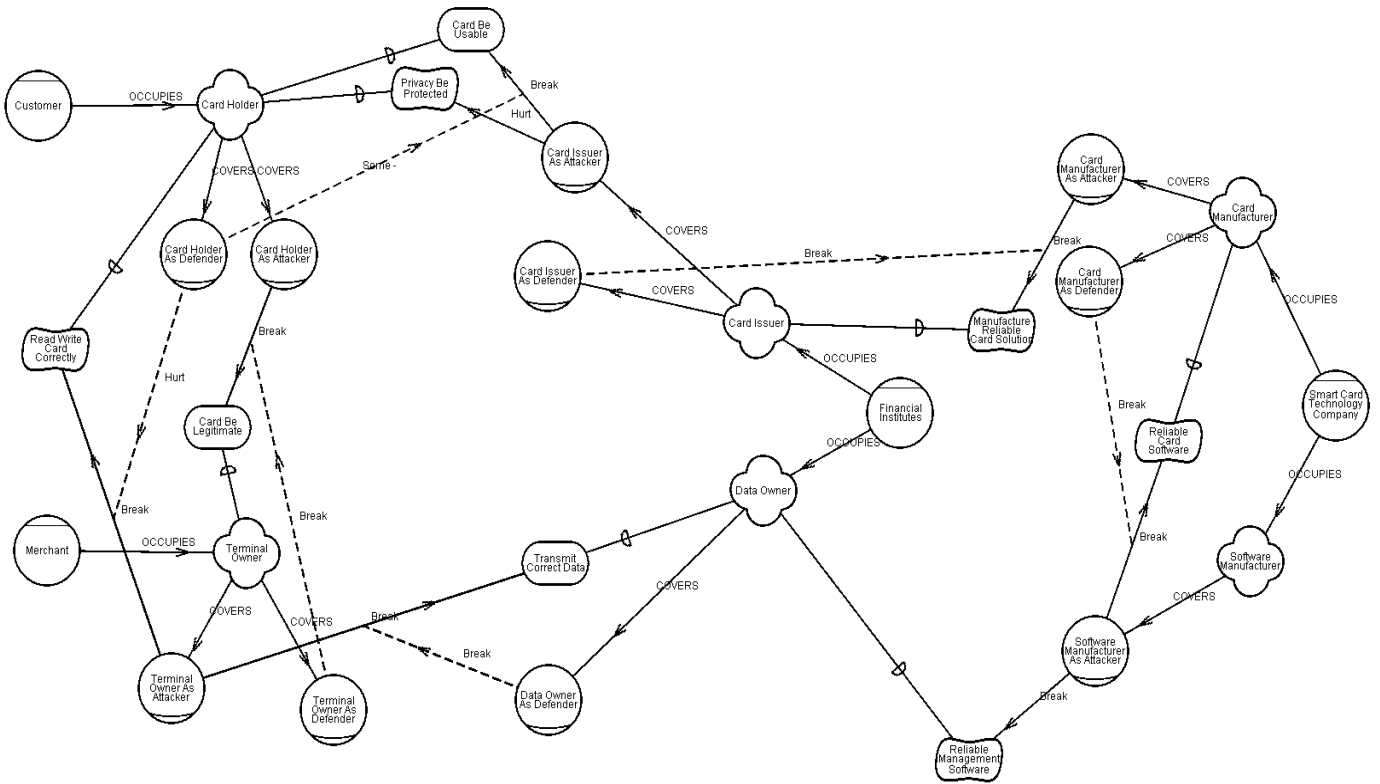 Card Be
Usable
Privacy Be
Protected
Break
Customer
OCCUPIES
Card Holder
Hurt
Card Issuer
As Attacker
Some -
COVERS
COVERS
Card
Manufacturer
As Attacker
COVERS
Card
Manufacturer
Card Holder
As Defender
Card Holder
As Attacker
COVERS
Card Issuer
As Defender
Break
Break
COVERS
Card
Manufacturer
As Defender
COVERS
OCCUPIES
Card Issuer
Manufacture
Reliable
Card Solution
Break
Read Write
Card
Correctly
OCCUPIES
Hurt
Break
Financial
Institutes
Smart Card
Technology
Company
Card Be
Legitimate
Reliable
Card
Software
OCCUPIES
OCCUPIES
Data Owner
Break
Break
Break
Merchant
OCCUPIES
Terminal
Owner
Transmit
Correct Data
Software
Manufacturer
COVERS
COVERS
COVERS
COVERS
Break
Break
Software
Manufacturer
As Attacker
Terminal
Owner As
Attacker
Terminal
Owner As
Defender
Data Owner
As Defender
Break
Reliable
Management
Software